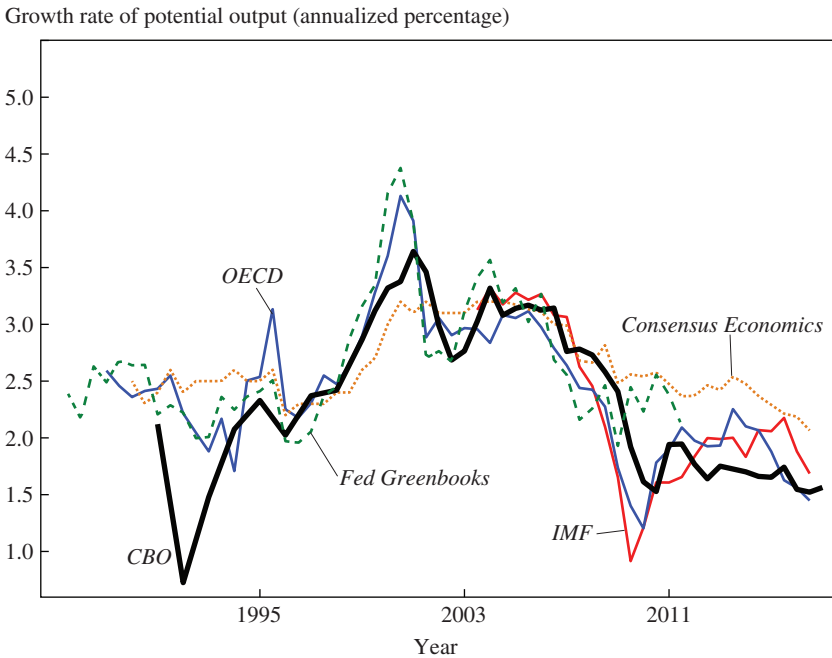 Growth rate of potential output (annualized percentage)
5.0
4.5
4.0
3.5
OECD
3.0
Consensus Economics
2.5
2.0
Fed Greenbooks
1.5
IMF
CBO
1.0
1995
2003
2011
Year